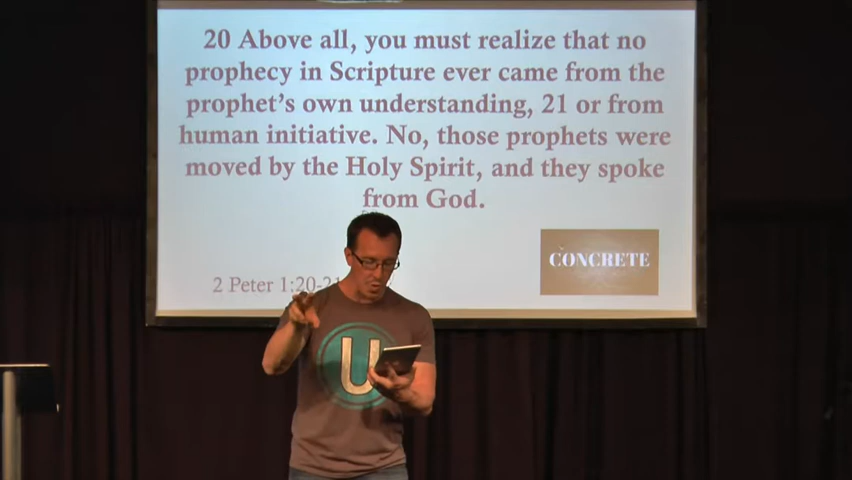 20 Above all, you must realize that no
prophecy in Scripture ever came from the
prophet's own understanding, 21 or from
human initiative. No, those prophets were
moved by the Holy Spirit, and they spoke
from God.
2 Peter 1:20-21
CONCRETE
U